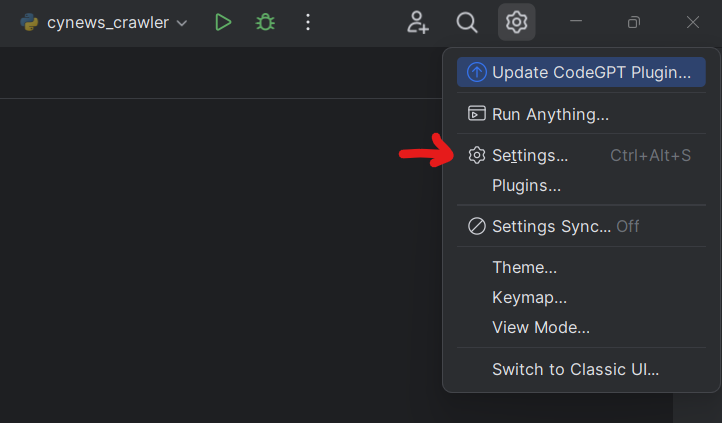 cynews_crawler
Update CodeGPT Plugin...
Run Anything...
Settings... Ctrl+Alt+S
Plugins...
Settings Sync... Off
Theme...
Keymap...
View Mode...
Switch to Classic UI...